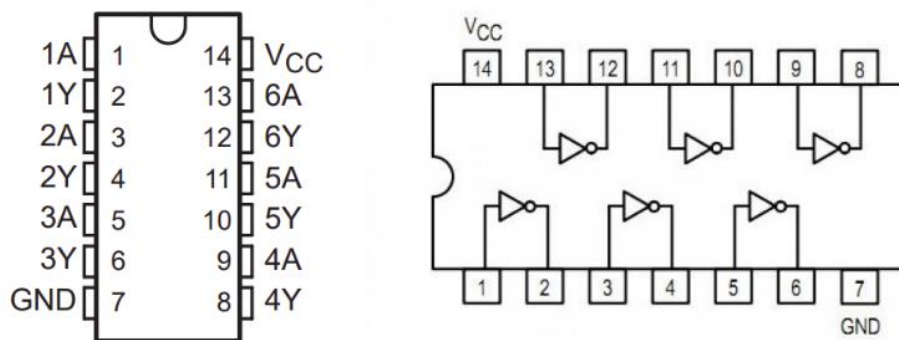 1A 1 14 VCC
1Y 2 13 6A
2A 3 12 6Y
2Y 4 11 5A
3A 5 10 5Y
3Y 6 9 4A
GND 7 8 4Y
VCC
14 13 12 11 10 9 8
1 2 3 4 5 6 7
GND